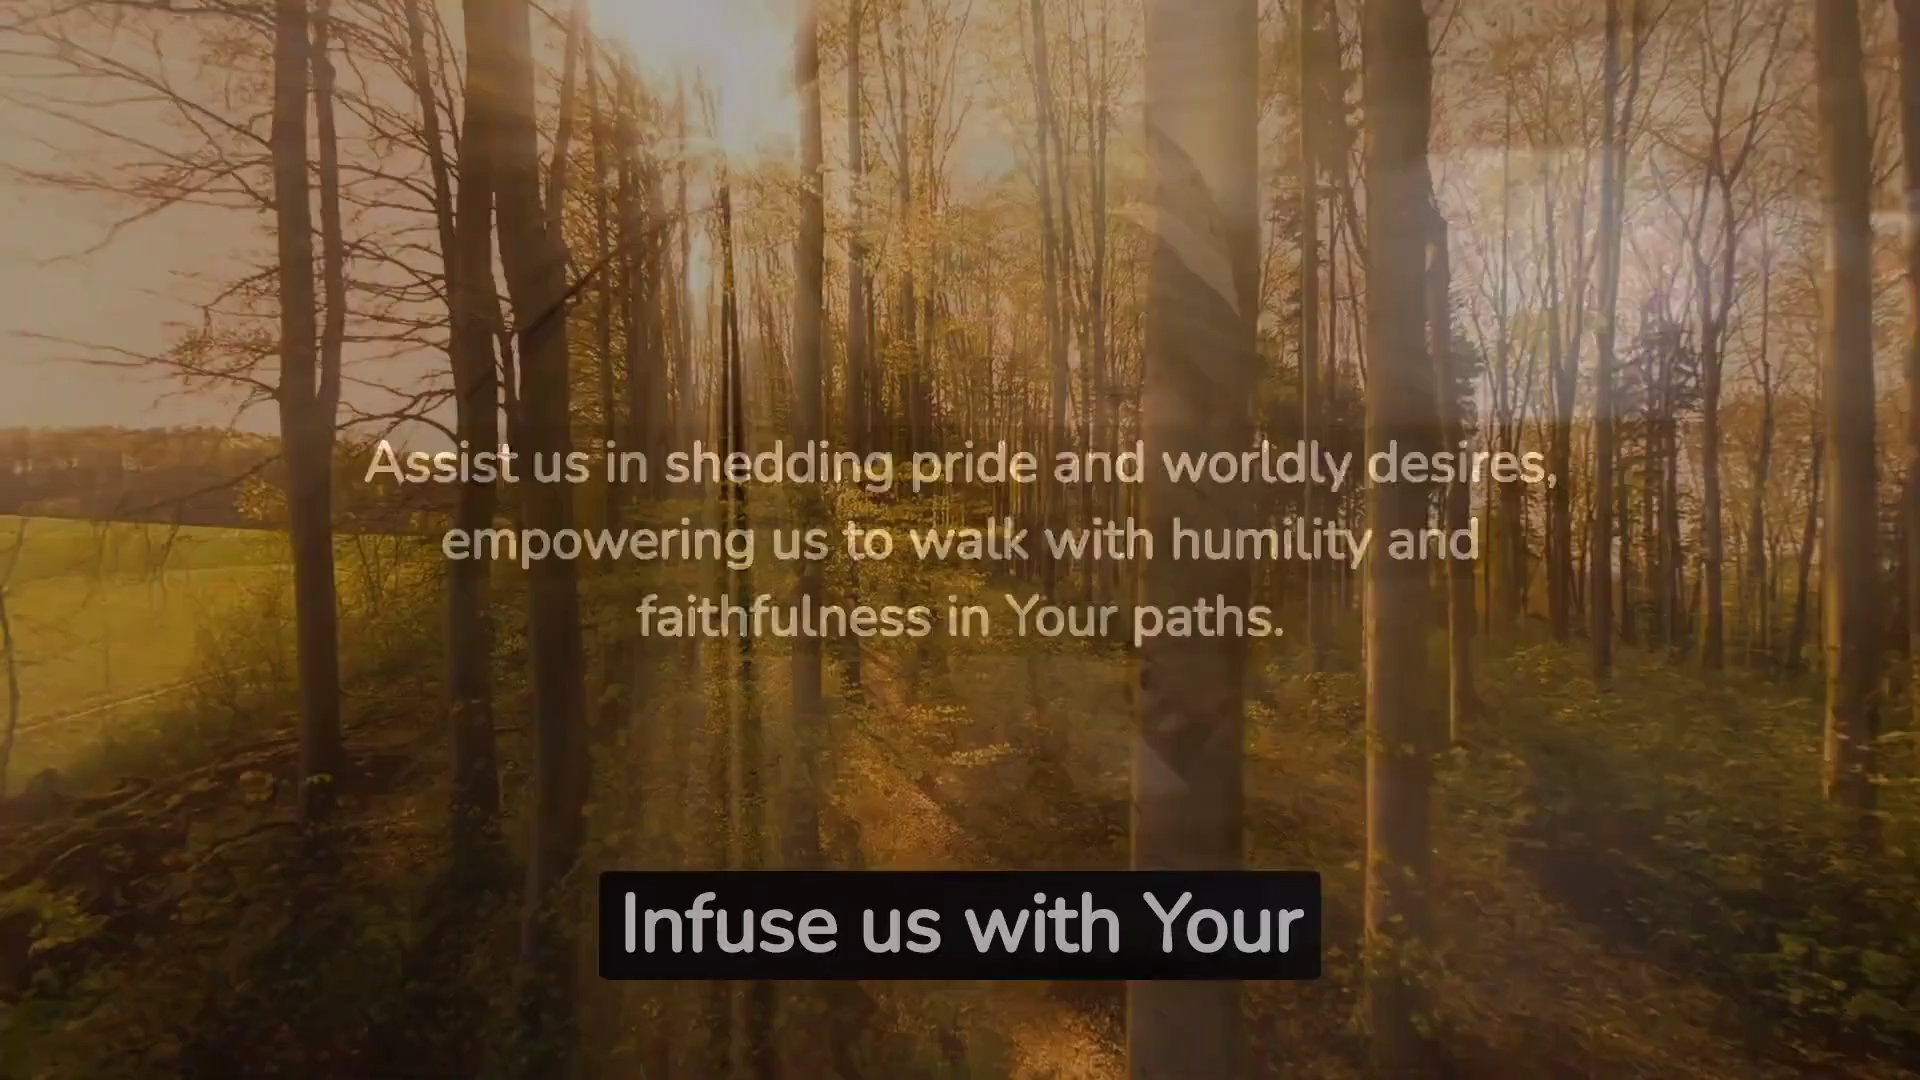 Assist us in shedding pride and worldly desires,
empowering us to walk with humility and
faithfulness in Your paths.
Infuse us with Your